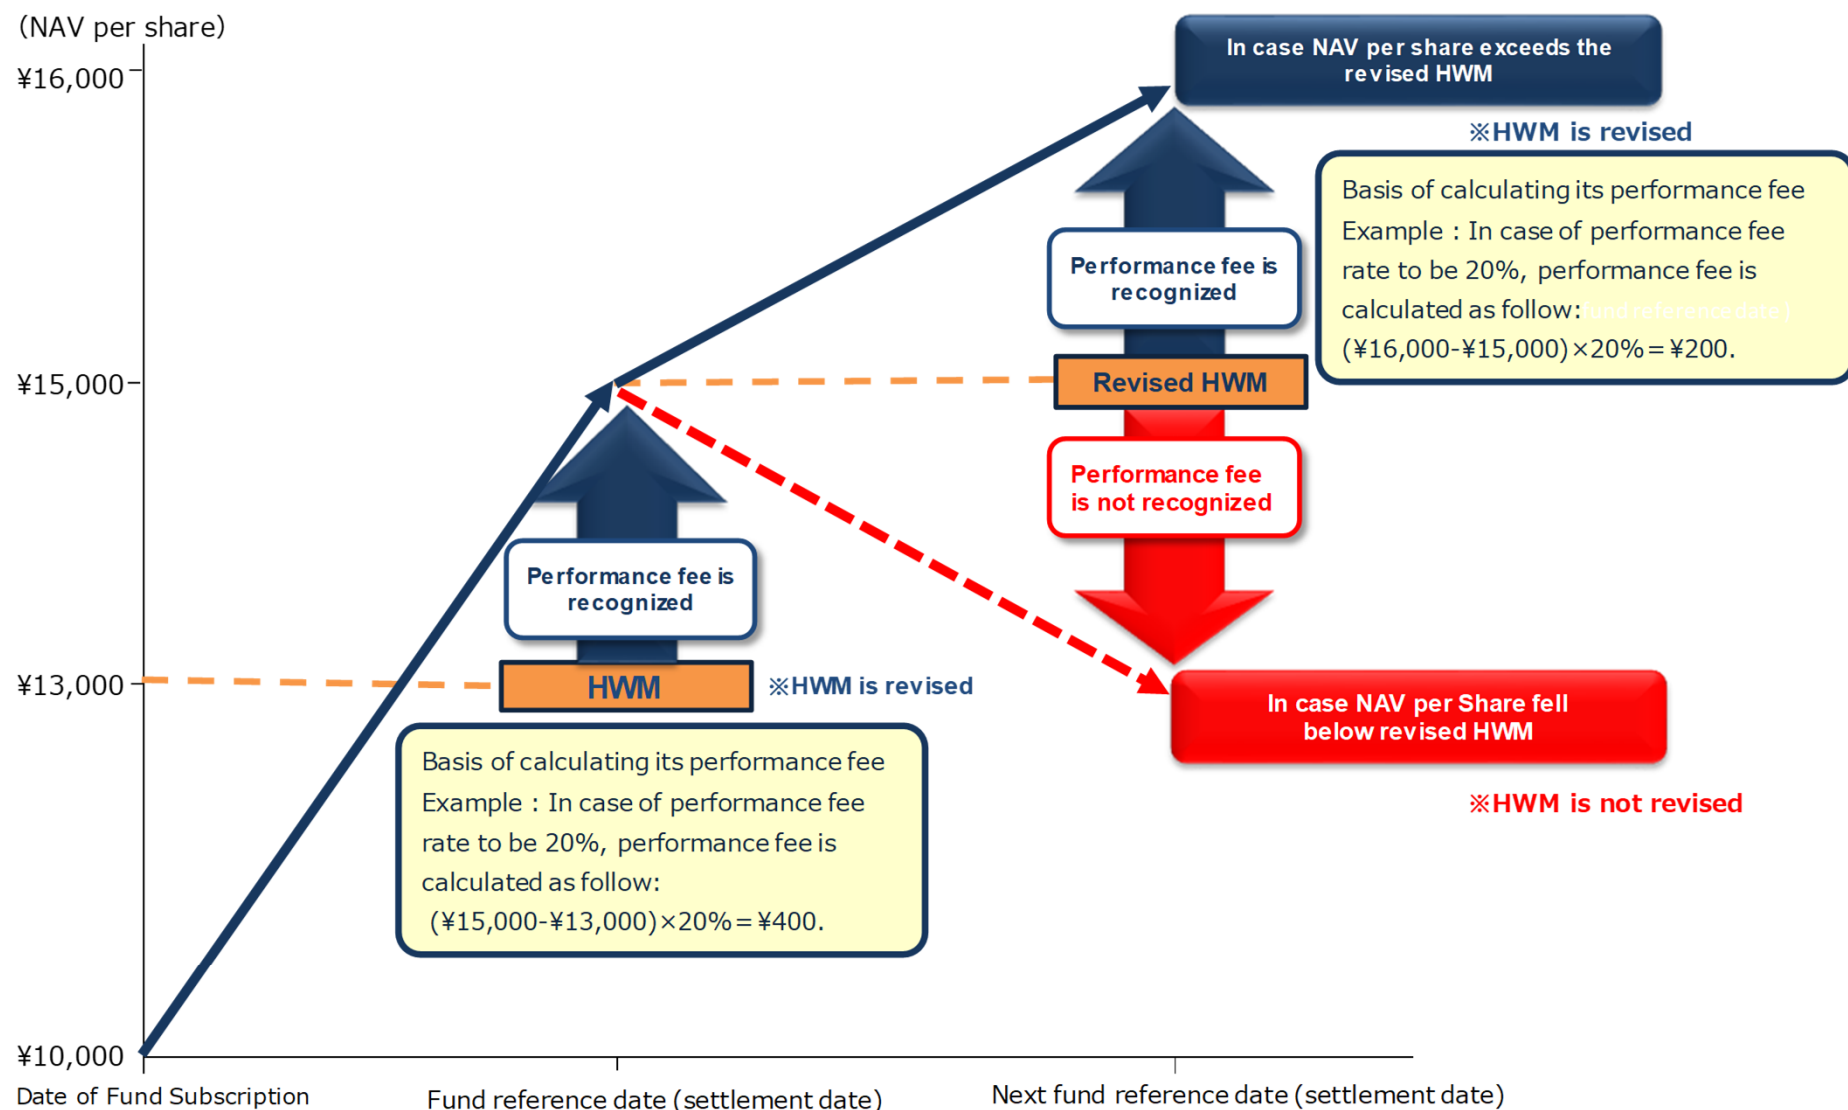 (NAV per share)
¥16,000
¥15,000
¥13,000
¥10,000
In case NAV per share exceeds the
revised HWM
※HWM is revised
Basis of calculating its performance fee
Example : In case of performance fee
rate to be 20%, performance fee is
calculated as follow:fund reference date)
(¥16,000-¥15,000)×20%=¥200.
Performance fee is
recognized
Revised HWM
Performance fee
is not recognized
Performance fee is
recognized
HWM
※HWM is revised
In case NAV per Share fell
below revised HWM
※HWM is not revised
Basis of calculating its performance fee
Example : In case of performance fee
rate to be 20%, performance fee is
calculated as follow:
(¥15,000-¥13,000)×20%=¥400.
Date of Fund Subscription
Fund reference date (settlement date)
Next fund reference date (settlement date)